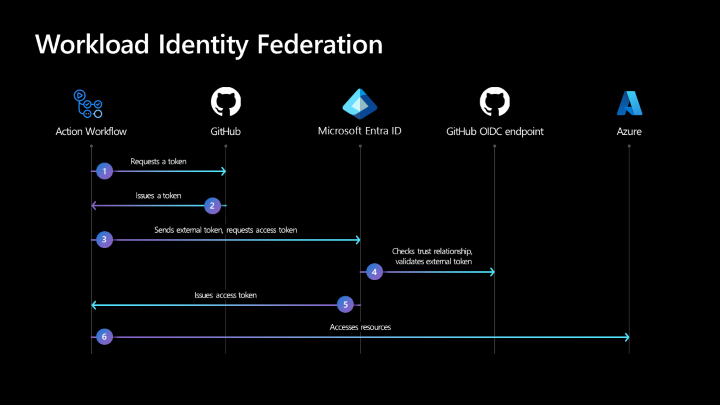 Workload Identity Federation
Action Workflow
GitHub
Microsoft Entra ID
GitHub OIDC endpoint
Azure
Requests a token
1
Issues a token
2
Sends external token, requests access token
3
Checks trust relationship,
validates external token
4
Issues access token
5
Accesses resources
6